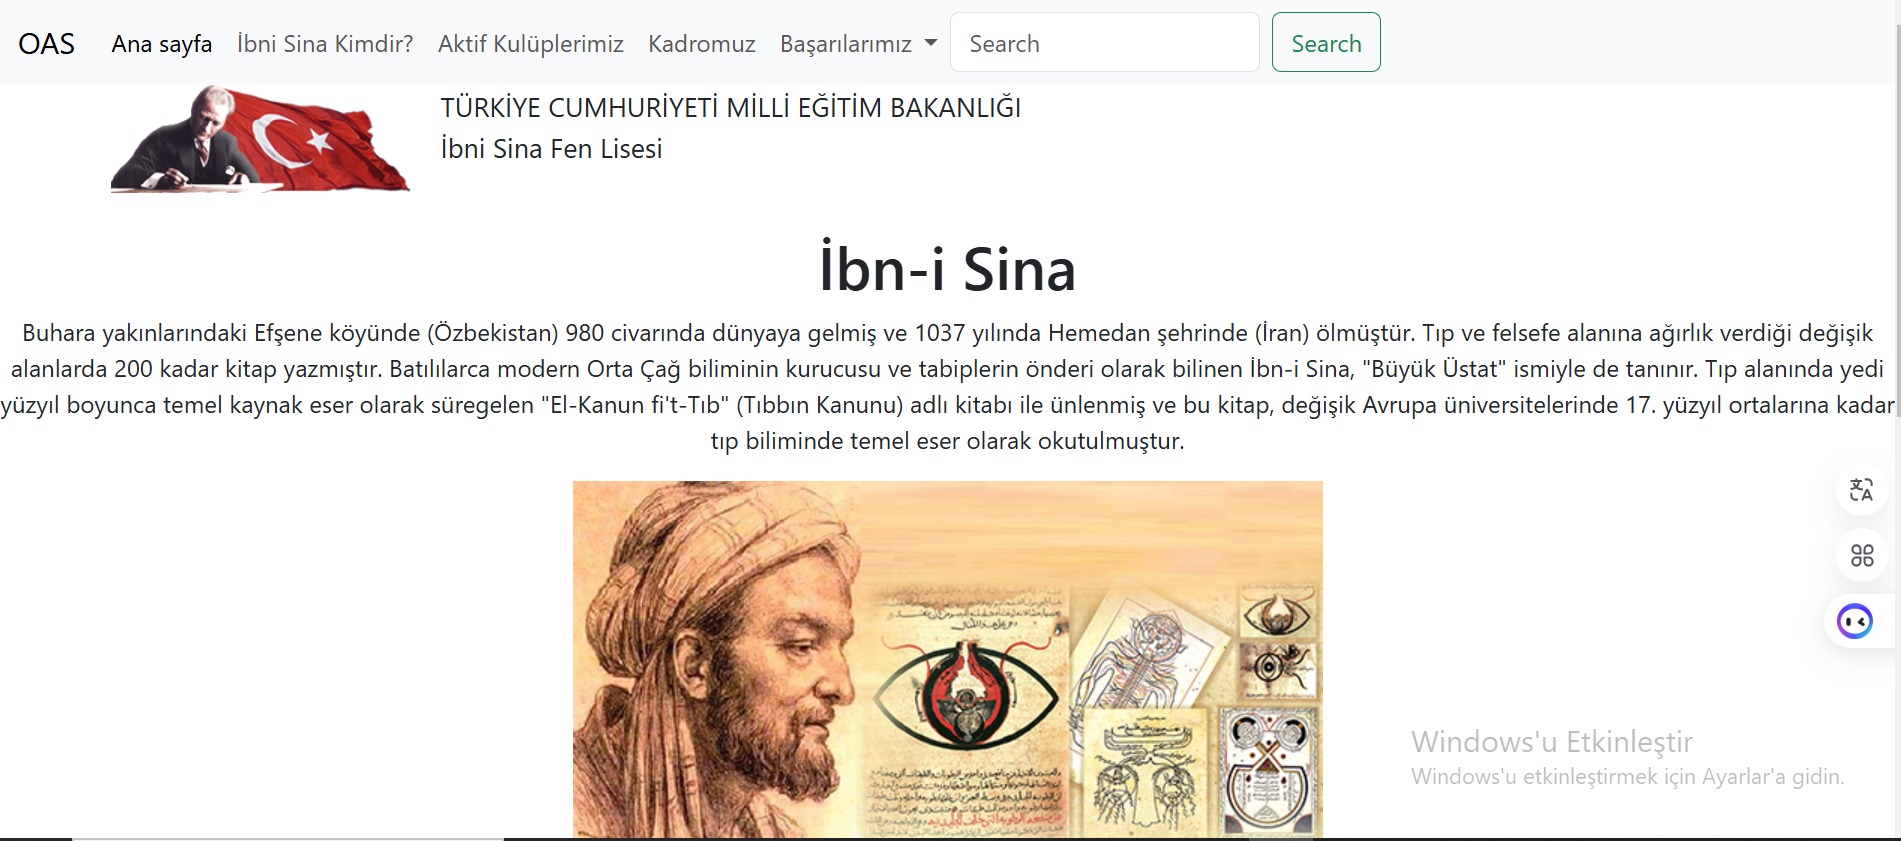 OAS
Ana sayfa
İbni Sina Kimdir?
Aktif Kulüplerimiz
Kadromuz
Başarılarımız
Search
Search
TÜRKİYE CUMHURİYETİ MİLLİ EĞİTİM BAKANLIĞI
İbni Sina Fen Lisesi
İbn-i Sina
Buhara yakınlarındaki Efşene köyünde (Özbekistan) 980 civarında dünyaya gelmiş ve 1037 yılında Hemedan şehrinde (İran) ölmüştür. Tıp ve felsefe alanına ağırlık verdiği değişik
alanlarda 200 kadar kitap yazmıştır. Batılılarca modern Orta Çağ biliminin kurucusu ve tabiplerin önderi olarak bilinen İbn-i Sina, "Büyük Üstat" ismiyle de tanınır. Tıp alanında yedi
yüzyıl boyunca temel kaynak eser olarak süregelen "El-Kanun fi't-Tıb" (Tıbbın Kanunu) adlı kitabı ile ünlenmiş ve bu kitap, değişik Avrupa üniversitelerinde 17. yüzyıl ortalarına kadar
tıp biliminde temel eser olarak okutulmuştur.
Windows'u Etkinleştir
Windows'u etkinleştirmek için Ayarlar'a gidin.